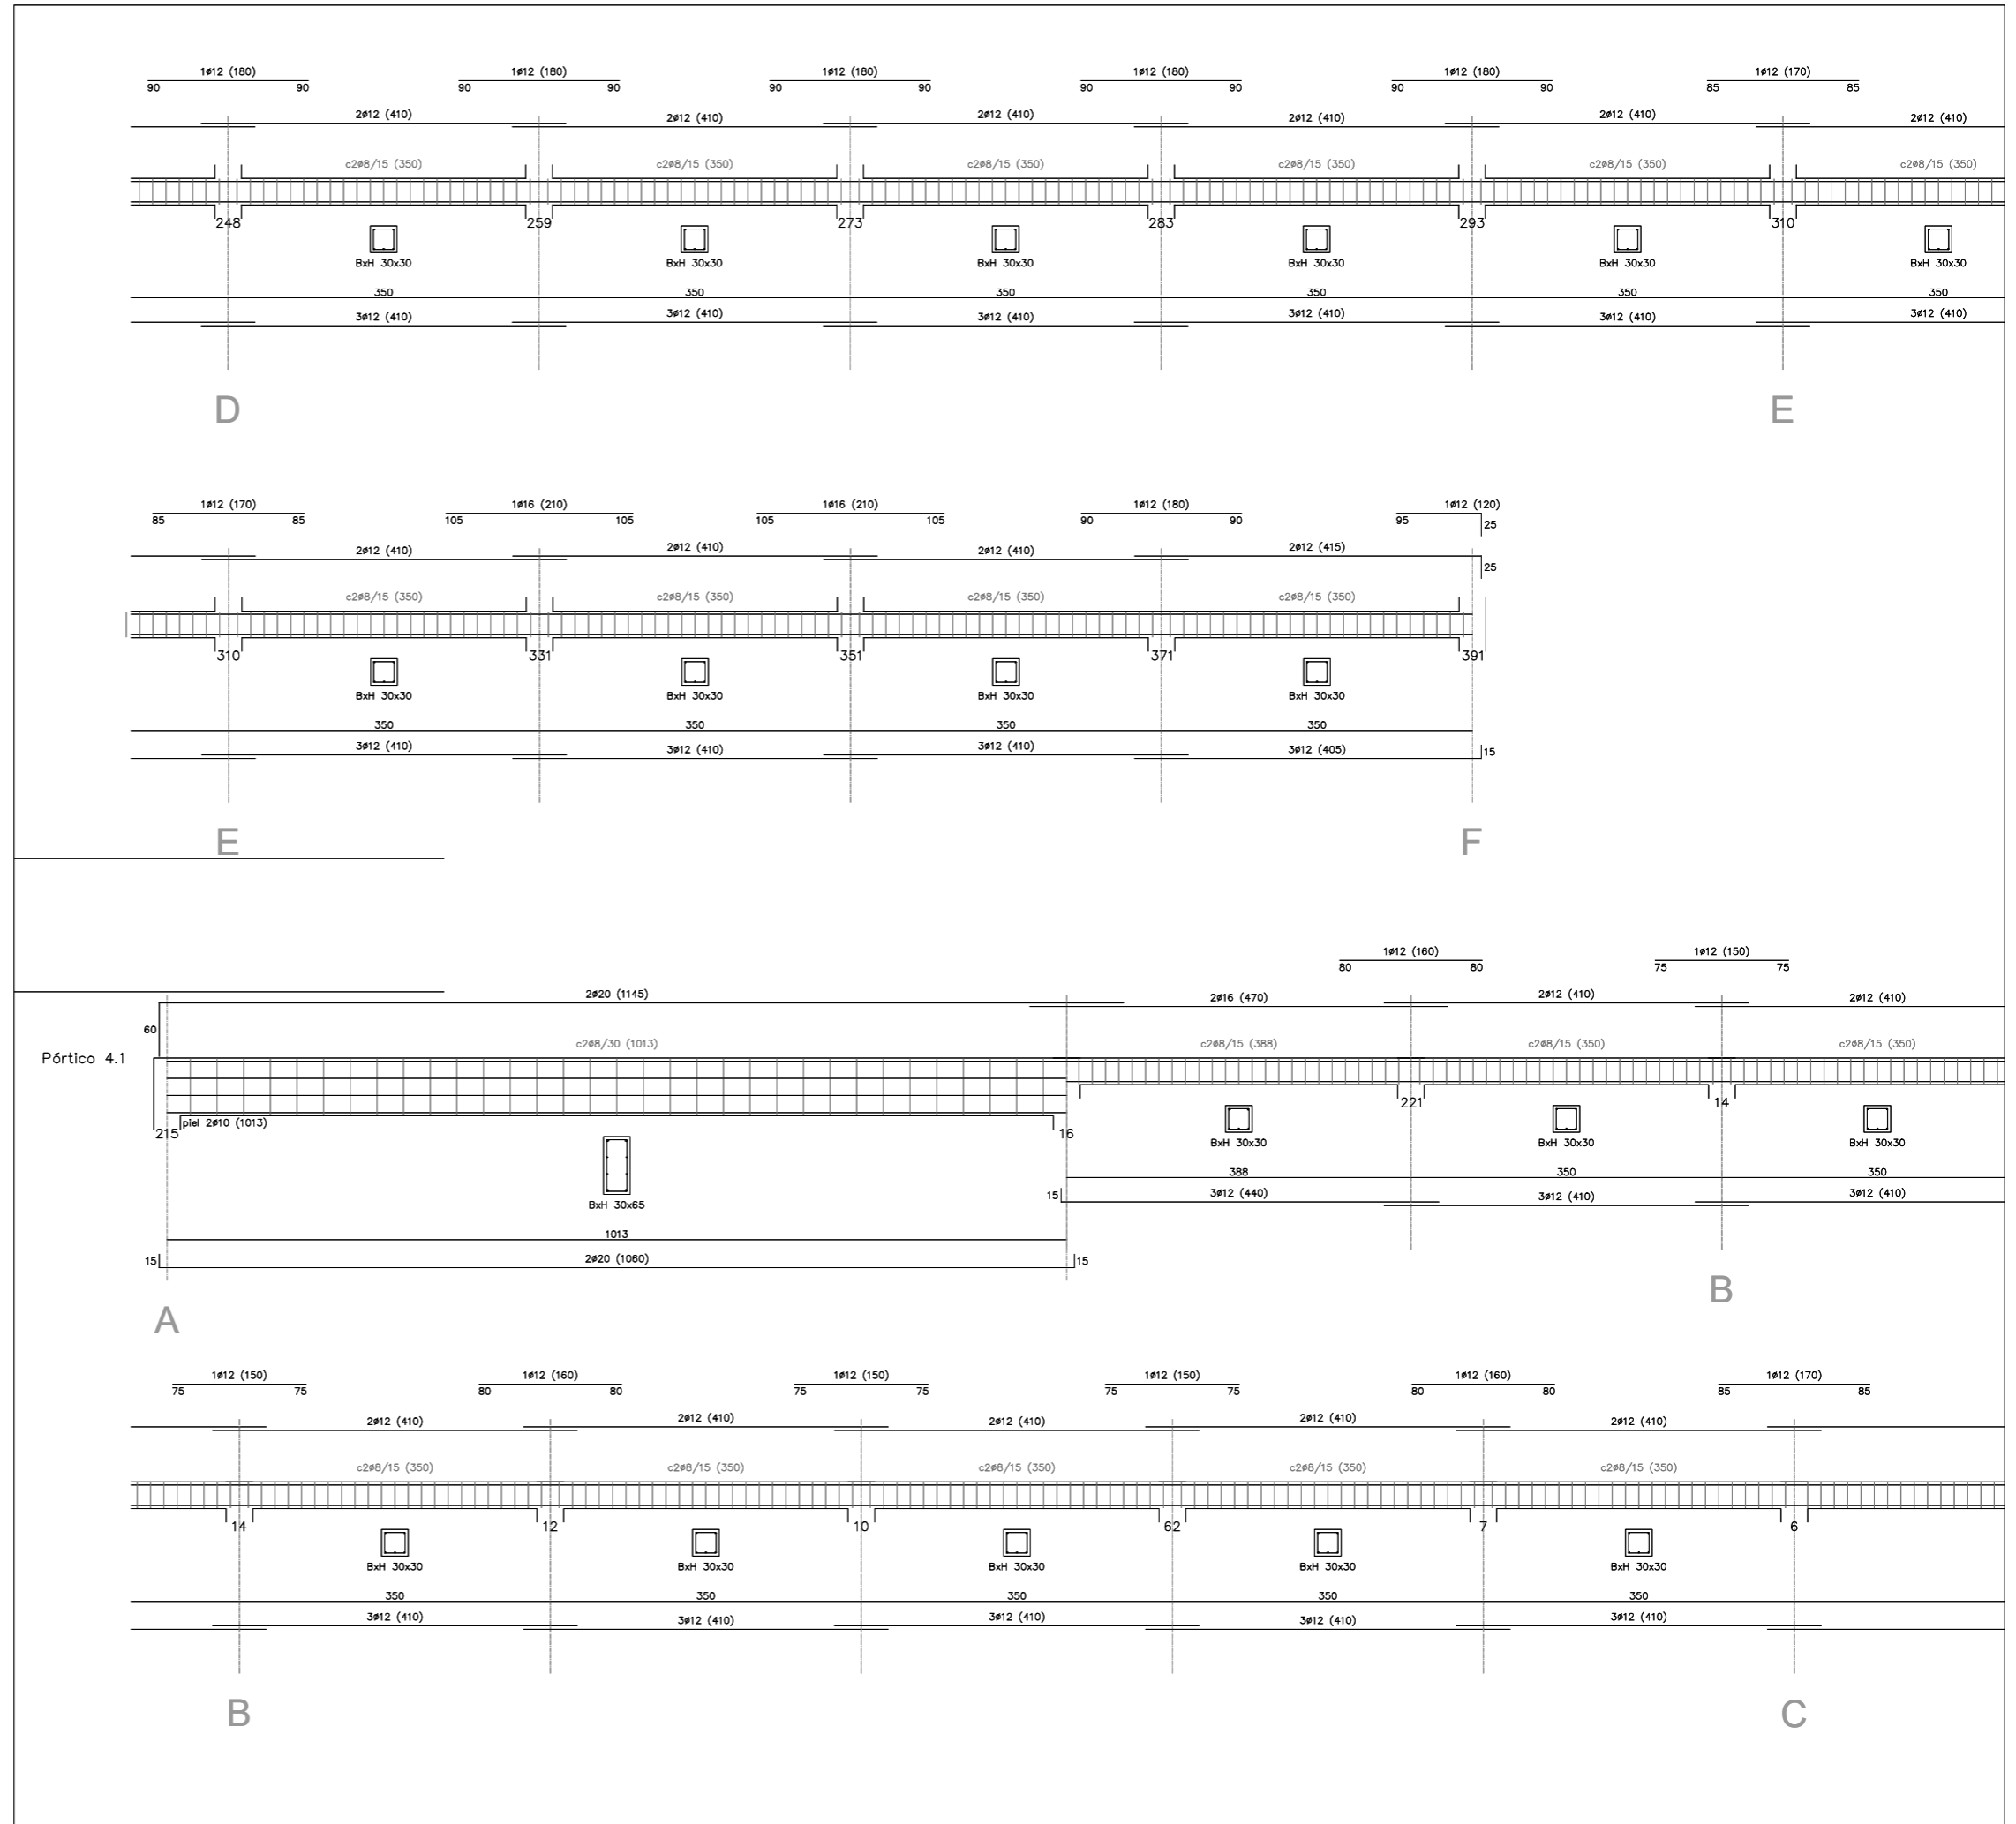 1ø12 (180) 1ø12 (180) 1ø12 (180) 1ø12 (180) 1ø12 (180) 1ø12 (170)
90 90 90 90 90 90 90 90 90 90 85 85
2ø12 (410) 2ø12 (410) 2ø12 (410) 2ø12 (410) 2ø12 (410) 2ø12 (410)
c2ø8/15 (350) c2ø8/15 (350) c2ø8/15 (350) c2ø8/15 (350) c2ø8/15 (350) c2ø8/15 (350)
248 259 273 283 293 310
BxH 30x30 BxH 30x30 BxH 30x30 BxH 30x30 BxH 30x30 BxH 30x30
350 350 350 350 350 350
3ø12 (410) 3ø12 (410) 3ø12 (410) 3ø12 (410) 3ø12 (410) 3ø12 (410)
D E
1ø12 (170) 1ø16 (210) 1ø16 (210) 1ø12 (180) 1ø12 (120)
85 85 105 105 105 105 90 90 95 25
2ø12 (410) 2ø12 (410) 2ø12 (410) 2ø12 (415)
25
c2ø8/15 (350) c2ø8/15 (350) c2ø8/15 (350) c2ø8/15 (350)
310 331 351 371 391
BxH 30x30 BxH 30x30 BxH 30x30 BxH 30x30
350 350 350 350
3ø12 (410) 3ø12 (410) 3ø12 (410) 3ø12 (405) 15
E F
1ø12 (160) 1ø12 (150)
80 80 75 75
2ø20 (1145) 2ø16 (470) 2ø12 (410) 2ø12 (410)
60
Pórtico 4.1
c2ø8/30 (1013) c2ø8/15 (388) c2ø8/15 (350) c2ø8/15 (350)
piel 2ø10 (1013)
215 16 221 14
BxH 30x30 BxH 30x30 BxH 30x30
388 350 350
15 3ø12 (440) 3ø12 (410) 3ø12 (410)
BxH 30x65
1013
15 2ø20 (1060) 15
A B
1ø12 (150) 1ø12 (160) 1ø12 (150) 1ø12 (150) 1ø12 (160) 1ø12 (170)
75 75 80 80 75 75 75 75 80 80 85 85
2ø12 (410) 2ø12 (410) 2ø12 (410) 2ø12 (410) 2ø12 (410)
c2ø8/15 (350) c2ø8/15 (350) c2ø8/15 (350) c2ø8/15 (350) c2ø8/15 (350)
14 12 10 62 7 6
BxH 30x30 BxH 30x30 BxH 30x30 BxH 30x30 BxH 30x30
350 350 350 350 350
3ø12 (410) 3ø12 (410) 3ø12 (410) 3ø12 (410) 3ø12 (410)
B C